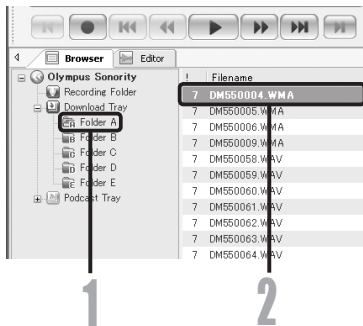 Browser
Editor
Olympus Sonority
Recording Folder
Download Tray
Folder A
Folder B
Folder C
Folder D
Folder E
Podcast Tray
! Filename
7 DM550004.WMA
7 DM550005.WMA
7 DM550006.WMA
7 DM550009.WMA
7 DM550058.WAV
7 DM550059.WAV
7 DM550060.WAV
7 DM550061.WAV
7 DM550062.WAV
7 DM550063.WAV
7 DM550064.WAV
1
2